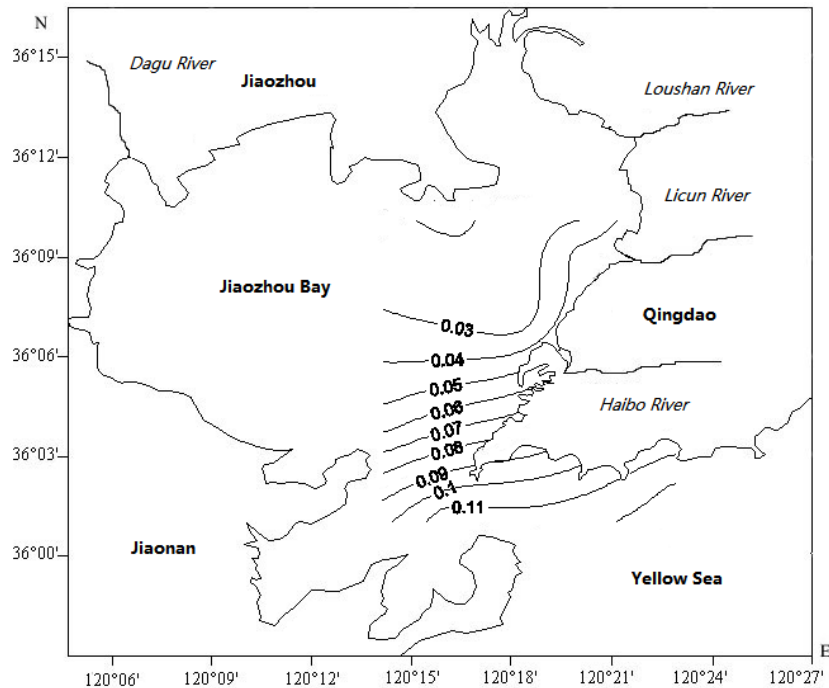 N
36°15'
Dagu River
Jiaozhou
Loushan River
36°12'
Licun River
36°09'
Jiaozhou Bay
Qingdao
0.03
36°06'
0.04
0.05
0.06
Haibo River
0.07
36°03'
0.08
0.09
0.1
0.11
36°00'
Jiaonan
Yellow Sea
E
120°06' 120°09' 120°12' 120°15' 120°18' 120°21' 120°24' 120°27'